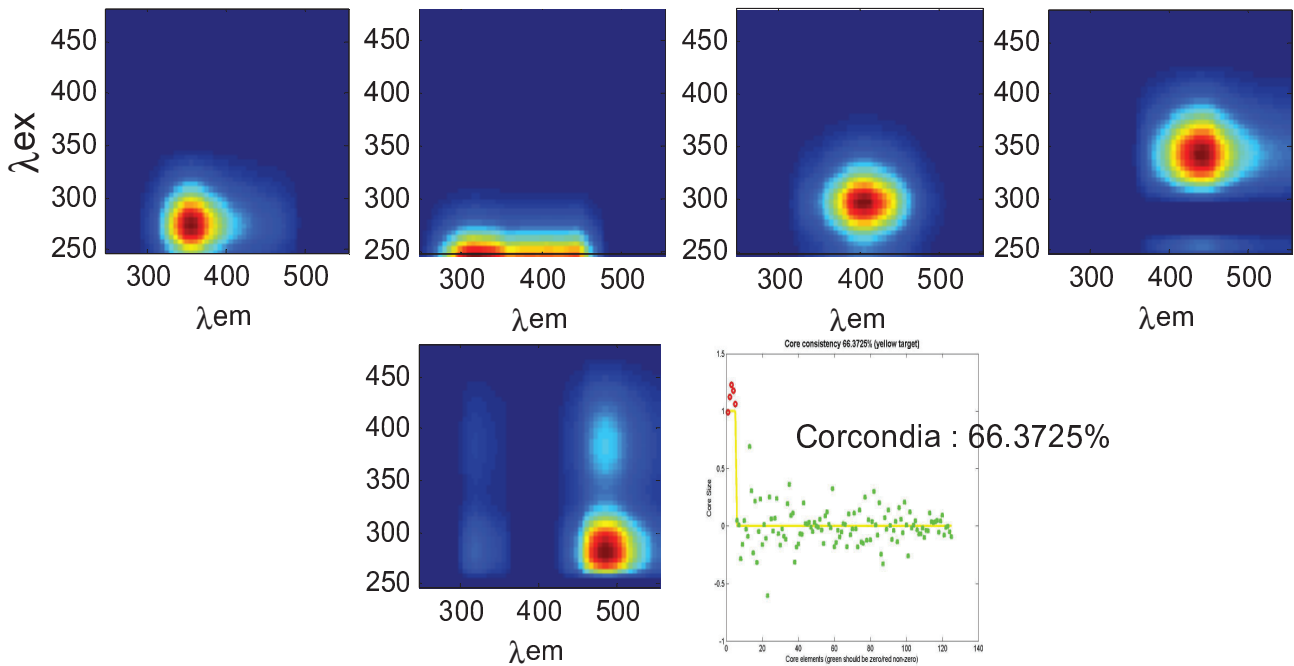 450
400
350
300
250
λex
300 400 500
λem
450
400
350
300
250
300 400 500
λem
450
400
350
300
250
300 400 500
λem
450
400
350
300
250
300 400 500
λem
450
400
350
300
250
300 400 500
λem
Core consistency 66.3725% (yellow target)
1.5
1
0.5
0
-0.5
-1
Core Size
Corcondia : 66.3725%
0 20 40 60 80 100 120 140
Core elements (green should be zero/red non-zero)